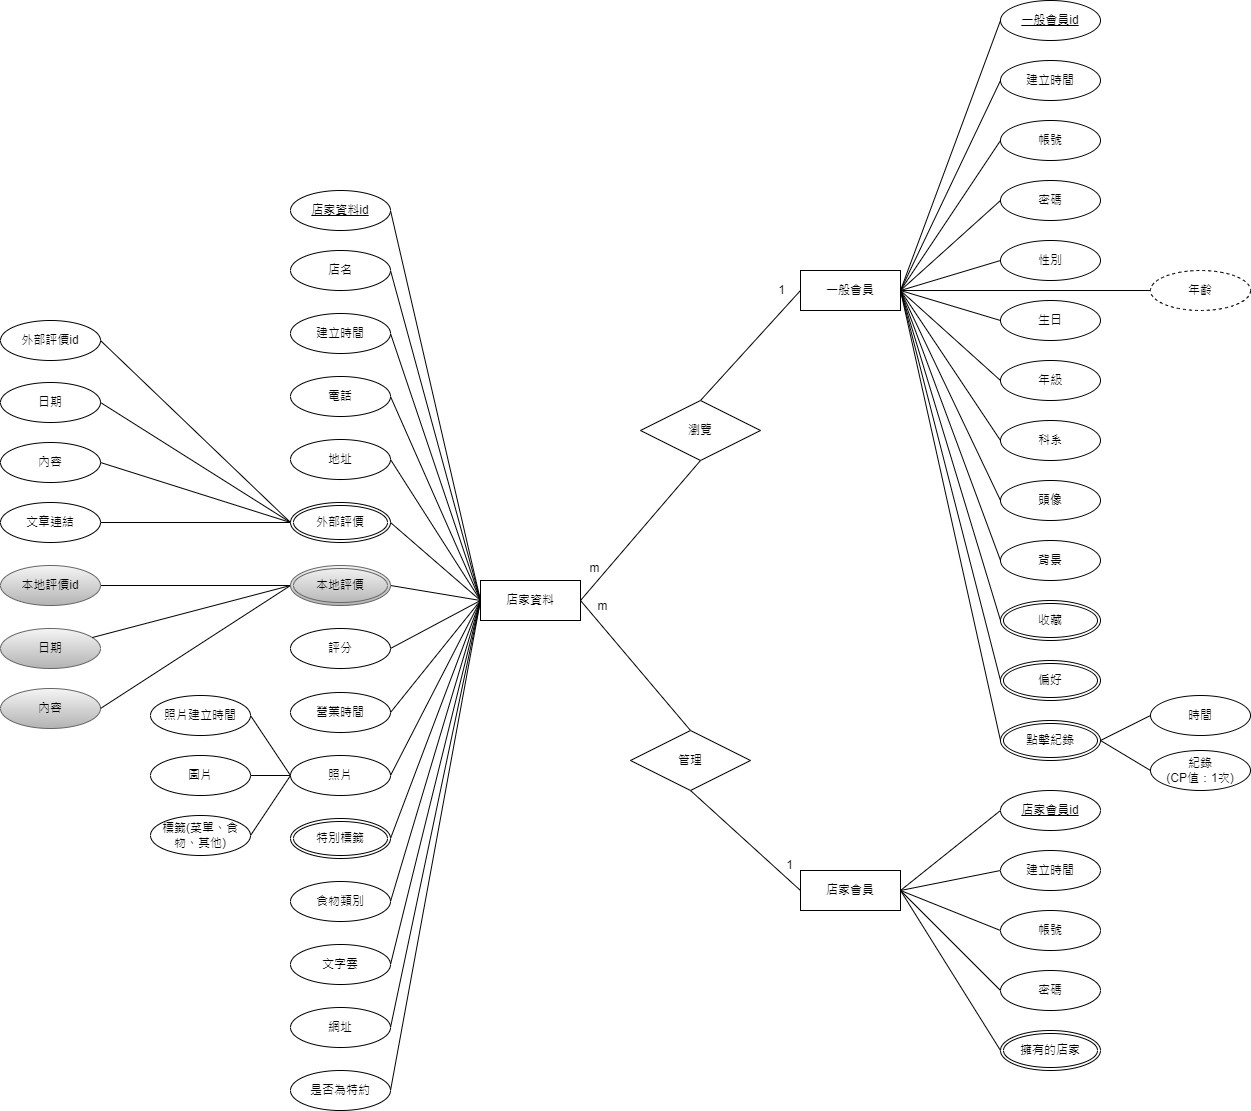 一般會員id
建立時間
帳號
密碼
性別
年齡
生日
年級
科系
頭像
背景
收藏
偏好
點擊紀錄
時間
紀錄
(CP值：1次)
一般會員
1
瀏覽
m
店家資料
m
管理
1
店家會員
店家會員id
建立時間
帳號
密碼
擁有的店家
店家資料id
店名
建立時間
電話
地址
外部評價
本地評價
評分
營業時間
照片
特別標籤
食物類別
文字雲
網址
是否為特約
外部評價id
日期
內容
文章連結
本地評價id
日期
內容
照片建立時間
圖片
標籤(菜單、食
物、其他)